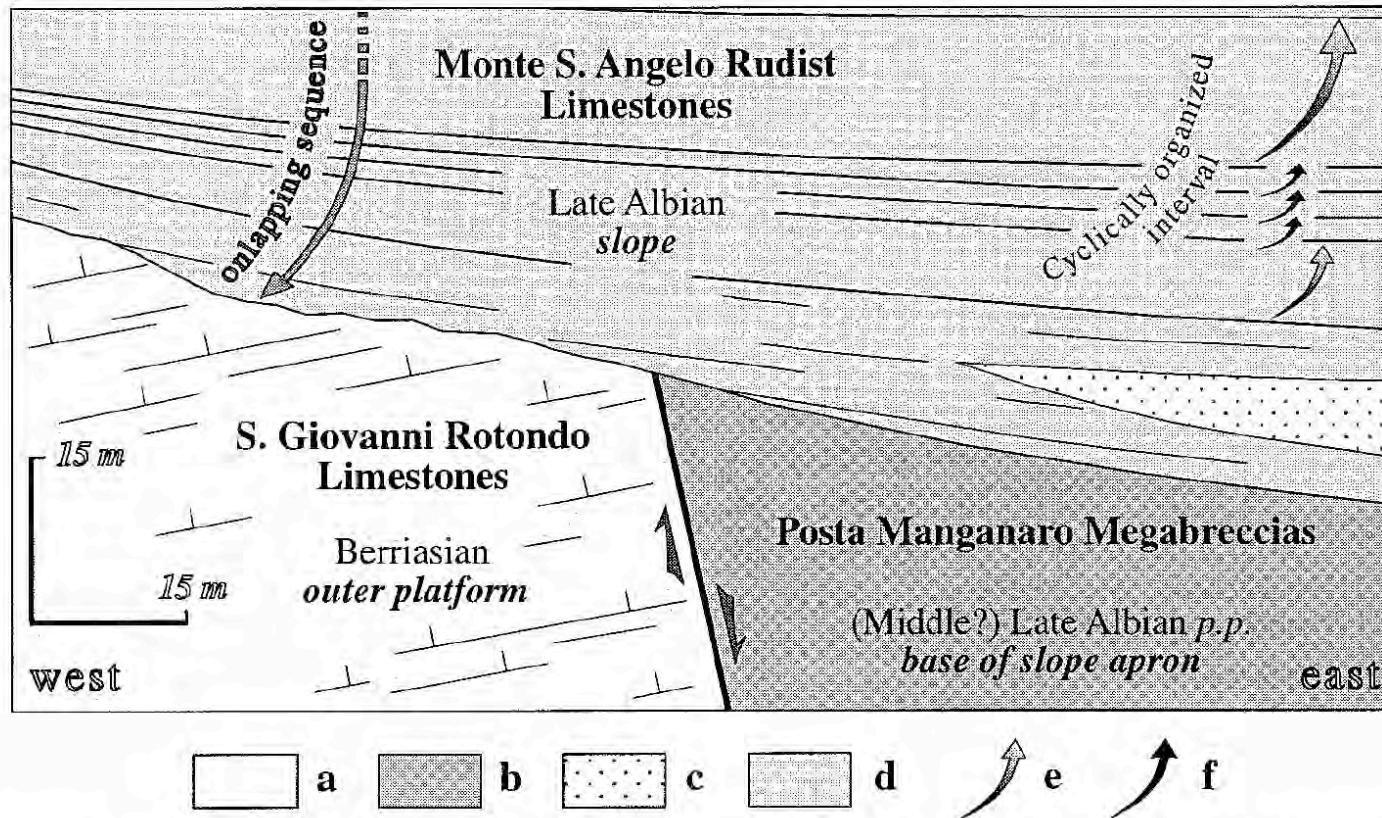 onlapping sequence
Monte S. Angelo Rudist
Limestones
Late Albian
slope
Cyclically organized
interval
S. Giovanni Rotondo
Limestones
Berriasian
outer platform
15 m
15 m
Posta Manganaro Megabreccias
(Middle?) Late Albian p.p.
base of slope apron
west
east
a
b
c
d
e
f